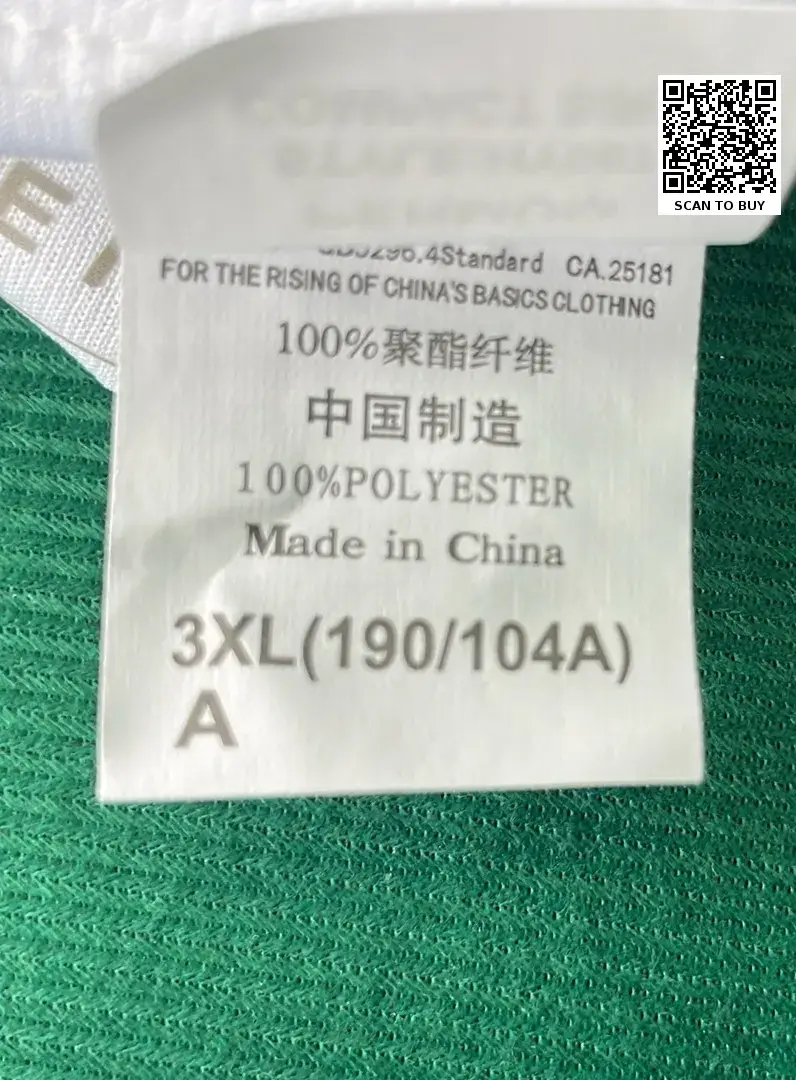 SCAN TO BUY
GB5296.4Standard CA.25181
FOR THE RISING OF CHINA'S BASICS CLOTHING
100%聚酯纤维
中国制造
100%POLYESTER
Made in China
3XL(190/104A)
A